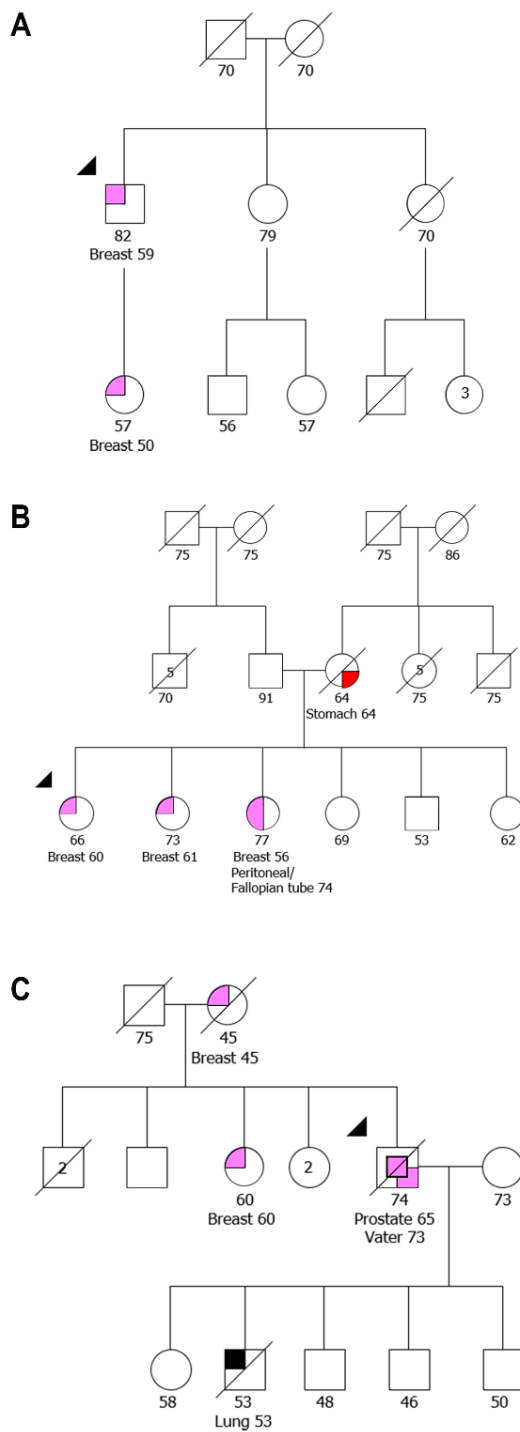 A
70 70
82 79 70
Breast 59
3
57 56 57
Breast 50
B
75 75 75 86
5 5
70 91 64 75 75
Stomach 64
66 73 77 69 53 62
Breast 60 Breast 61 Breast 56
Peritoneal/
Fallopian tube 74
C
75 45
Breast 45
2 2
60 74 73
Breast 60 Prostate 65
Vater 73
58 53 48 46 50
Lung 53